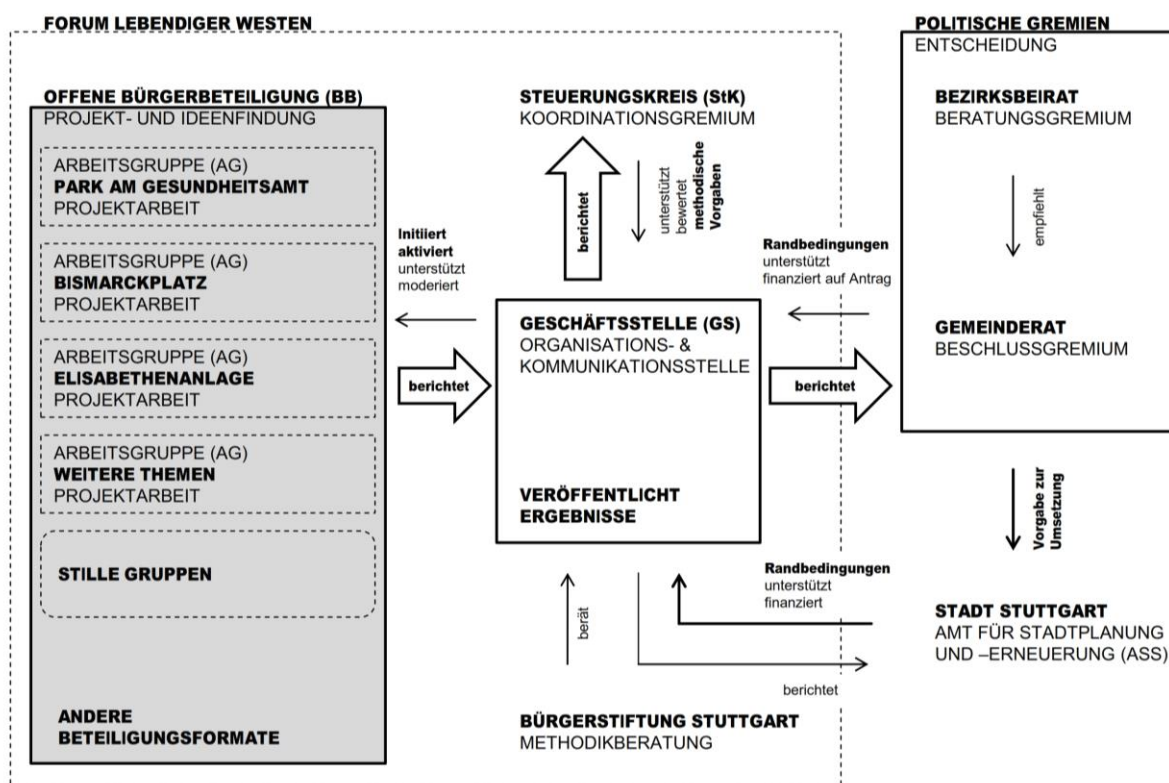 FORUM LEBENDIGER WESTEN
OFFENE BÜRGERBETEILIGUNG (BB)
PROJEKT- UND IDEENFINDUNG
ARBEITSGRUPPE (AG)
PARK AM GESUNDHEITSAMT
PROJEKTARBEIT
ARBEITSGRUPPE (AG)
BISMARCKPLATZ
PROJEKTARBEIT
ARBEITSGRUPPE (AG)
ELISABETHENANLAGE
PROJEKTARBEIT
ARBEITSGRUPPE (AG)
WEITERE THEMEN
PROJEKTARBEIT
STILLE GRUPPEN
ANDERE
BETEILIGUNGSFORMATE
Initiiert
aktiviert
unterstützt
moderiert
berichtet
STEUERUNGSKREIS (StK)
KOORDINATIONSGREMIUM
berichtet
unterstützt
bewertet
methodische
Vorgaben
GESCHÄFTSSTELLE (GS)
ORGANISATIONS- &
KOMMUNIKATIONSSTELLE
VERÖFFENTLICHT
ERGEBNISSE
berät
BÜRGERSTIFTUNG STUTTGART
METHODIKBERATUNG
Randbedingungen
unterstützt
finanziert auf Antrag
berichtet
Randbedingungen
unterstützt
finanziert
berichtet
POLITISCHE GREMIEN
ENTSCHEIDUNG
BEZIRKSBEIRAT
BERATUNGSGREMIUM
empfiehlt
GEMEINDERAT
BESCHLUSSGREMIUM
Vorgabe zur
Umsetzung
STADT STUTTGART
AMT FÜR STADTPLANUNG
UND –ERNEUERUNG (ASS)